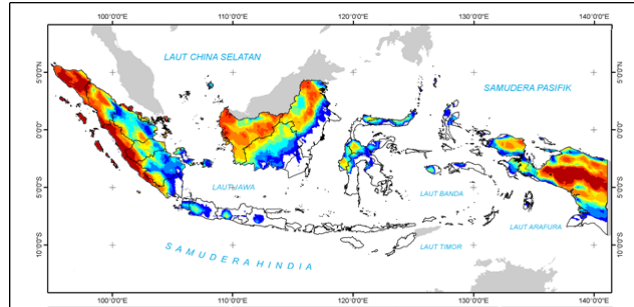 100°0'0"E 110°0'0"E 120°0'0"E 130°0'0"E 140°0'0"E
LAUT CHINA SELATAN
SAMUDERA PASIFIK
5°0'0"N 5°0'0"N
0°0'0" 0°0'0"
5°0'0"S 5°0'0"S
10°0'0"S 10°0'0"S
LAUT JAWA
LAUT BANDA
LAUT ARAFURA
LAUT TIMOR
SAMUDERA HINDIA
100°0'0"E 110°0'0"E 120°0'0"E 130°0'0"E 140°0'0"E